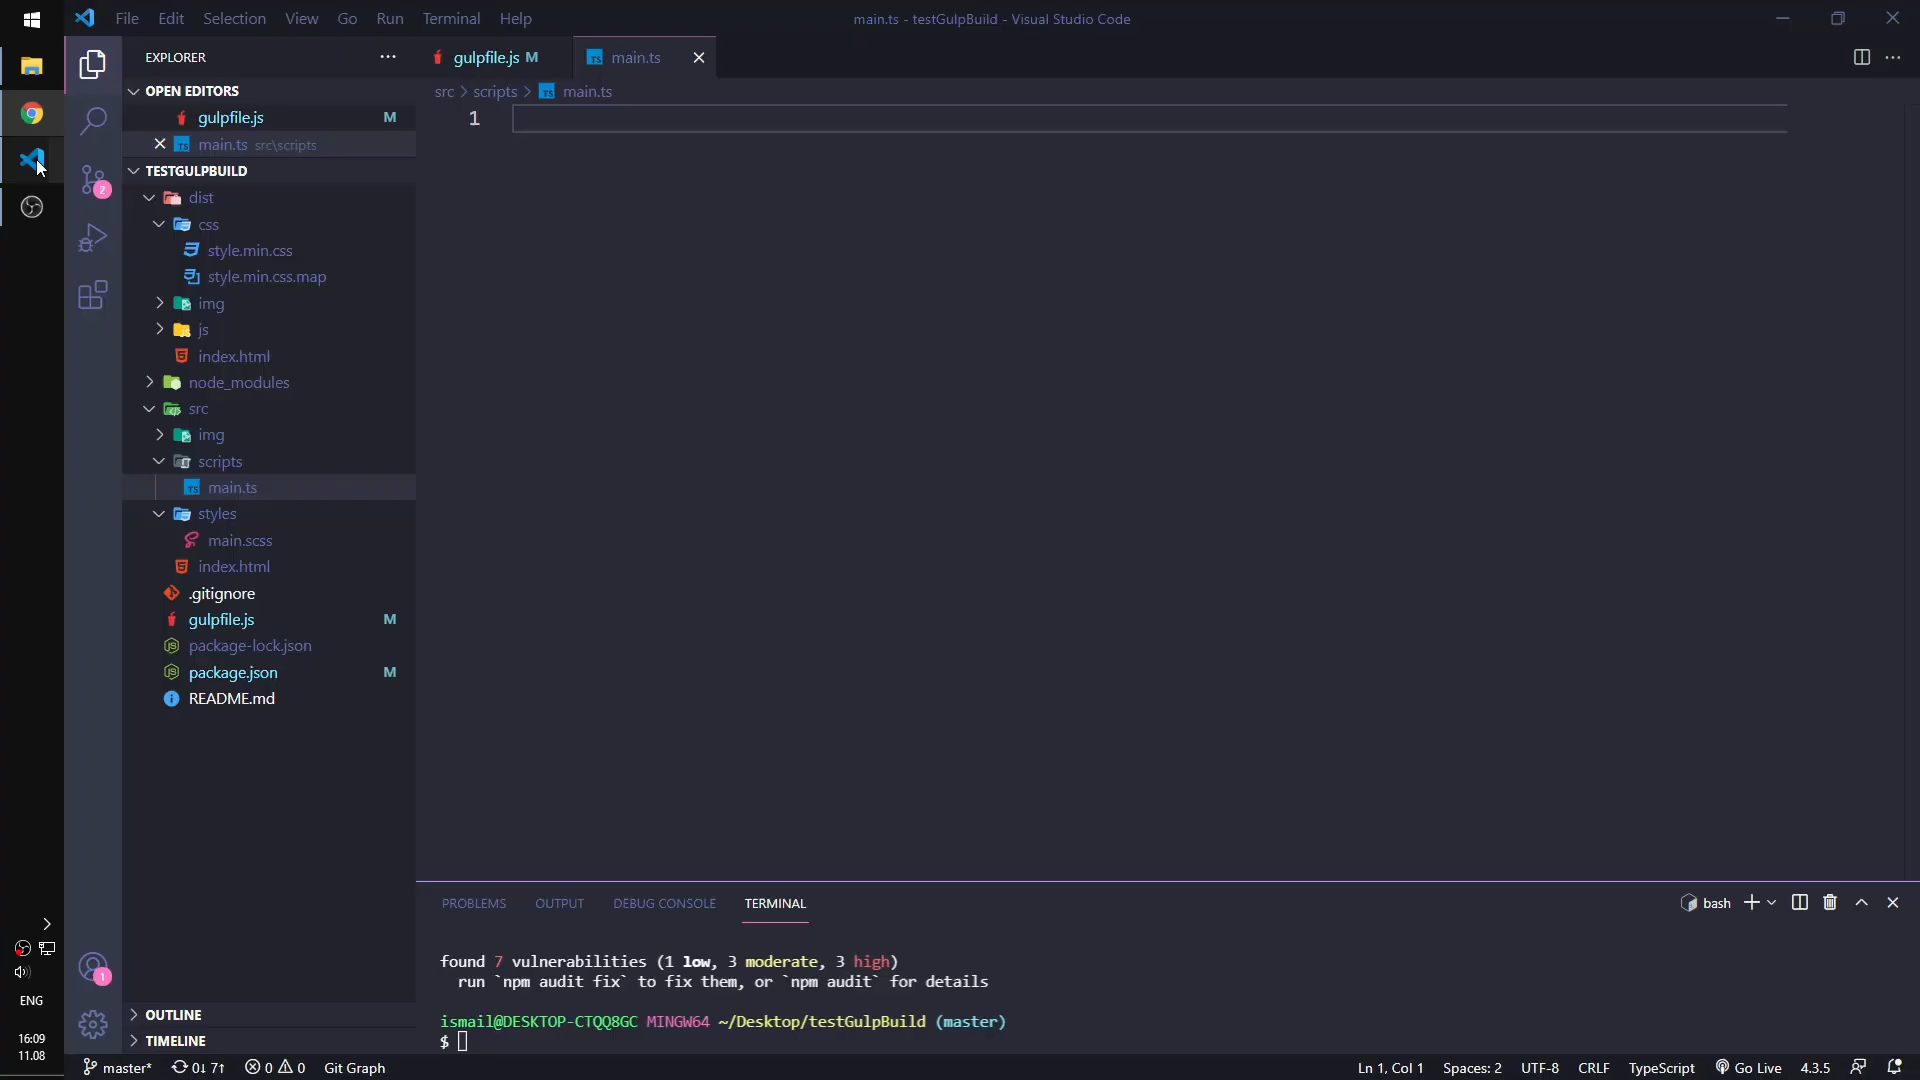 File Edit Selection View Go Run Terminal Help
main.ts - testGulpBuild - Visual Studio Code
EXPLORER
OPEN EDITORS
gulpfile.js M
main.ts src\scripts
TESTGULPBUILD
dist
css
style.min.css
style.min.css.map
img
js
index.html
node_modules
src
img
scripts
main.ts
styles
main.scss
index.html
.gitignore
gulpfile.js M
package-lock.json
package.json M
README.md
OUTLINE
TIMELINE
gulpfile.js M
main.ts
src > scripts > TS main.ts
1
PROBLEMS OUTPUT DEBUG CONSOLE TERMINAL
bash
found 7 vulnerabilities (1 low, 3 moderate, 3 high)
run `npm audit fix` to fix them, or `npm audit` for details
ismail@DESKTOP-CTQQ8GC MINGW64 ~/Desktop/testGulpBuild (master)
$
2
1
ENG
16:09
11.08
master* 0↓ 7↑ 0 0 Git Graph
Ln 1, Col 1 Spaces: 2 UTF-8 CRLF TypeScript Go Live 4.3.5